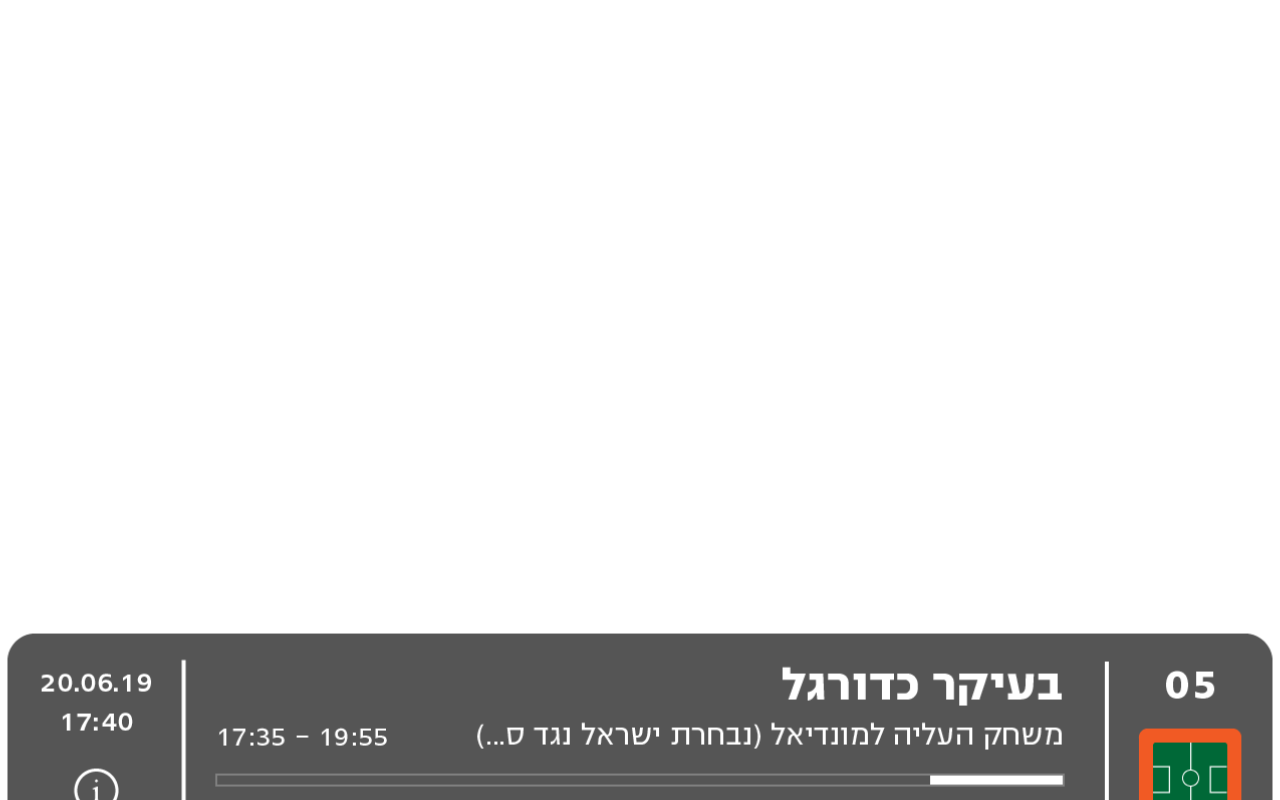 05
בעיקר כדורגל
משחק העליה למונדיאל (נבחרת ישראל נגד ס...)
17:35 – 19:55
20.06.19
17:40
i